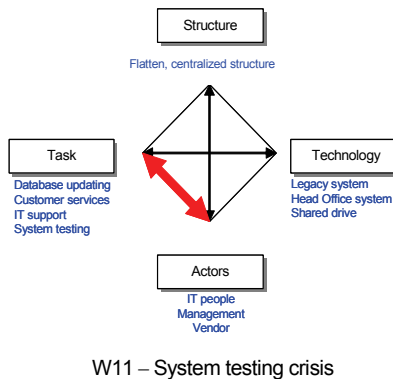 Structure
Flatten, centralized structure
Task
Database updating
Customer services
IT support
System testing
Technology
Legacy system
Head Office system
Shared drive
Actors
IT people
Management
Vendor
W11 – System testing crisis